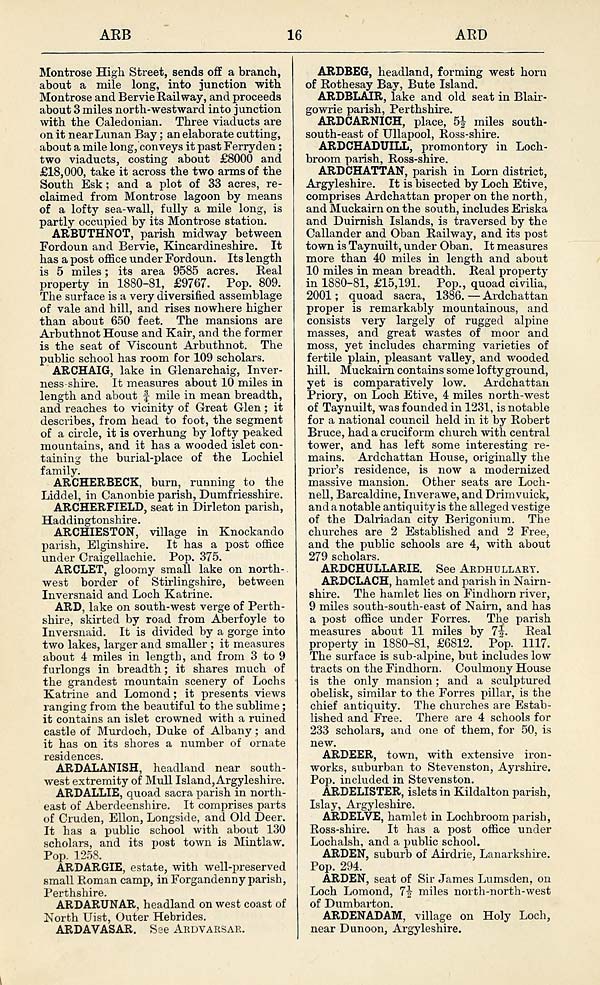 ARB
16
ARD
Montrose High Street, sends off a branch,
about a mile long, into junction with
Montrose and Bervie Railway, and proceeds
about 3 miles north-westward into junction
with the Caledonian. Three viaducts are
on it near Lunan Bay; an elaborate cutting,
about a mile long, conveys it past Ferryden;
two viaducts, costing about £8000 and
£18,000, take it across the two arms of the
South Esk; and a plot of 33 acres, re-
claimed from Montrose lagoon by means
of a lofty sea-wall, fully a mile long, is
partly occupied by its Montrose station.
ARBUTHNOT, parish midway between
Fordoun and Bervie, Kincardineshire. It
has a post office under Fordoun. Its length
is 5 miles; its area 9585 acres. Real
property in 1880-81, £9767. Pop. 809.
The surface is a very diversified assemblage
of vale and hill, and rises nowhere higher
than about 650 feet. The mansions are
Arbuthnot House and Kair, and the former
is the seat of Viscount Arbuthnot. The
public school has room for 109 scholars.
ARCHAIG, lake in Glenarchaig, Inver-
ness-shire. It measures about 10 miles in
length and about ¾ mile in mean breadth,
and reaches to vicinity of Great Glen; it
describes, from head to foot, the segment
of a circle, it is overhung by lofty peaked
mountains, and it has a wooded islet con-
taining the burial-place of the Lochiel
family.
ARCHERBECK, burn, running to the
Liddel, in Canonbie parish, Dumfriesshire.
ARCHERFIELD, seat in Dirleton parish,
Haddingtonshire.
ARCHIESTON, village in Knockando
parish, Elginshire. It has a post office
under Craigellachie. Pop. 375.
ARCLET, gloomy small lake on north-
west border of Stirlingshire, between
Inversnaid and Loch Katrine.
ARD, lake on south-west verge of Perth-
shire, skirted by road from Aberfoyle to
Inversnaid. It is divided by a gorge into
two lakes, larger and smaller; it measures
about 4 miles in length, and from 3 to 9
furlongs in breadth; it shares much of
the grandest mountain scenery of Lochs
Katrine and Lomond; it presents views
ranging from the beautiful to the sublime;
it contains an islet crowned with a ruined
castle of Murdoch, Duke of Albany; and
it has on its shores a number of ornate
residences.
ARDALANISH, headland near south-
west extremity of Mull Island, Argyleshire.
ARDALLIE, quoad sacra parish in north-
east of Aberdeenshire. It comprises parts
of Cruden, Ellon, Longside, and Old Deer.
It has a public school with about 130
scholars, and its post town is Mintlaw.
Pop. 1258.
ARDARGIE, estate, with well-preserved
small Roman camp, in Forgandenny parish,
Perthshire.
ARDARUNAR, headland on west coast of
North Uist, Outer Hebrides.
ARDAVASAR. See ARDVARSAR.
ARDBEG, headland, forming west horn
of Rothesay Bay, Bute Island.
ARDBLAIR, lake and old seat in Blair-
gowrie parish, Perthshire.
ARDCARNICH, place, 5½ miles south-
south-east of Ullapool, Ross-shire.
ARDCHADUILL, promontory in Loch-
broom parish, Ross-shire.
ARDCHATTAN, parish in Lorn district,
Argyleshire. It is bisected by Loch Etive,
comprises Ardchattan proper on the north,
and Muckairn on the south, includes Eriska
and Duirnish Islands, is traversed by the
Callander and Oban Railway, and its post
town is Taynuilt, under Oban. It measures
more than 40 miles in length and about
10 miles in mean breadth. Real property
in 1880-81, £15,191. Pop., quoad civilia,
2001; quoad sacra, 1386. — Ardchattan
proper is remarkably mountainous, and
consists very largely of rugged alpine
masses, and great wastes of moor and
moss, yet includes charming varieties of
fertile plain, pleasant valley, and wooded
hill. Muckairn contains some lofty ground,
yet is comparatively low. Ardchattan
Priory, on Loch Etive, 4 miles north-west
of Taynuilt, was founded in 1231, is notable
for a national council held in it by Robert
Bruce, had a cruciform church with central
tower, and has left some interesting re-
mains. Ardchattan House, originally the
prior's residence, is now a modernized
massive mansion. Other seats are Loch-
nell, Barcaldine, Inverawe, and Drimvuick,
and a notable antiquity is the alleged vestige
of the Dalriadan city Berigonium. The
churches are 2 Established and 2 Free,
and the public schools are 4, with about
279 scholars.
ARDCHULLARIE. See ARDHULLARY.
ARDCLACH, hamlet and parish in Nairn-
shire. The hamlet lies on Findhorn river,
9 miles south-south-east of Nairn, and has
a post office under Forres. The parish
measures about 11 miles by 7½. Real
property in 1880-81, £6812. Pop. 1117.
The surface is sub-alpine, but includes low
tracts on the Findhorn. Coulmony House
is the only mansion; and a sculptured
obelisk, similar to the Forres pillar, is the
chief antiquity. The churches are Estab-
lished and Free. There are 4 schools for
233 scholars, and one of them, for 50, is
new.
ARDEER, town, with extensive iron-
works, suburban to Stevenston, Ayrshire.
Pop. included in Stevenston.
ARDELISTER, islets in Kildalton parish,
Islay, Argyleshire.
ARDELVE, hamlet in Lochbroom parish,
Ross-shire. It has a post office under
Lochalsh, and a public school.
ARDEN, suburb of Airdrie, Lanarkshire.
Pop. 294.
ARDEN, seat of Sir James Lumsden, on
Loch Lomond, 7½ miles north-north-west
of Dumbarton.
ARDENADAM, village on Holy Loch,
near Dunoon, Argyleshire.